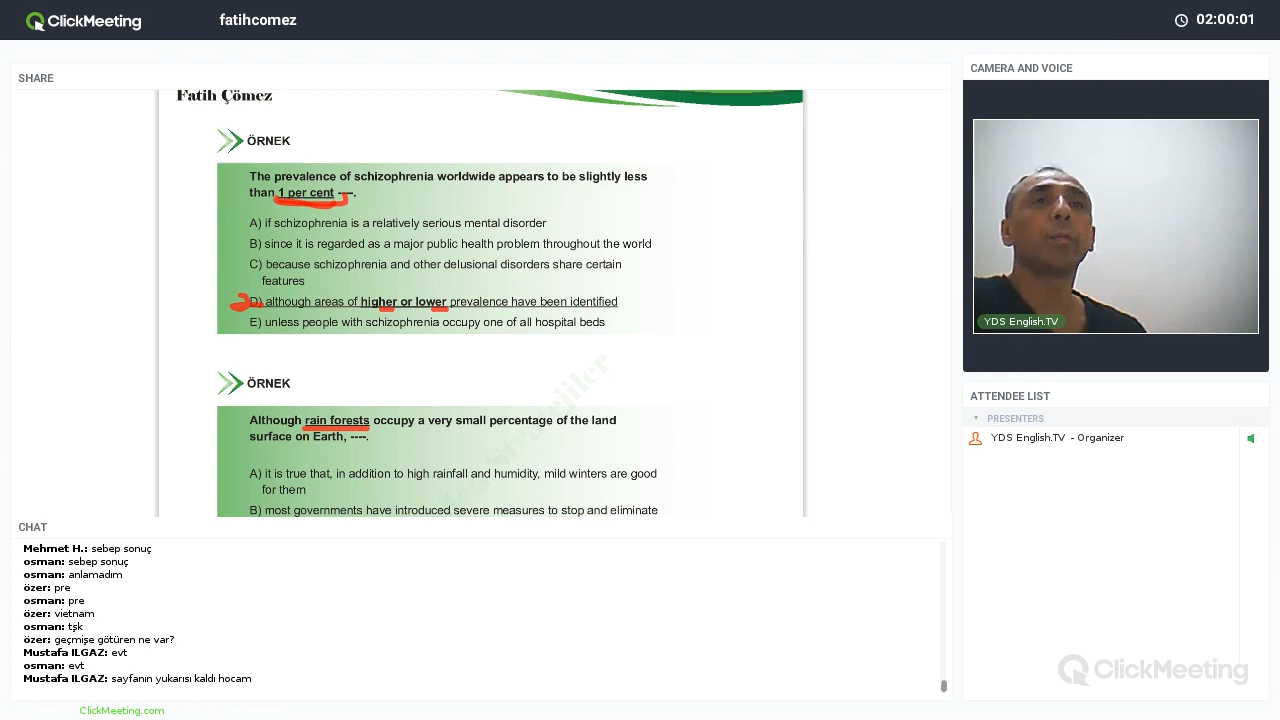 ClickMeeting
fatihcomez
02:00:01
SHARE
Fatih Çömez
ÖRNEK
The prevalence of schizophrenia worldwide appears to be slightly less
than 1 per cent ----.
A) if schizophrenia is a relatively serious mental disorder
B) since it is regarded as a major public health problem throughout the world
C) because schizophrenia and other delusional disorders share certain
features
D) although areas of higher or lower prevalence have been identified
E) unless people with schizophrenia occupy one of all hospital beds
ÖRNEK
Although rain forests occupy a very small percentage of the land
surface on Earth, ----.
A) it is true that, in addition to high rainfall and humidity, mild winters are good
for them
B) most governments have introduced severe measures to stop and eliminate
Stratejiler
CHAT
Mehmet H.: sebep sonuç
osman: sebep sonuç
osman: anlamadım
özer: pre
osman: pre
özer: vietnam
osman: tşk
özer: geçmişe götüren ne var?
Mustafa ILGAZ: evt
osman: evt
Mustafa ILGAZ: sayfanın yukarısı kaldı hocam
CAMERA AND VOICE
YDS English.TV
ATTENDEE LIST
PRESENTERS
YDS English.TV - Organizer
ClickMeeting
ClickMeeting.com